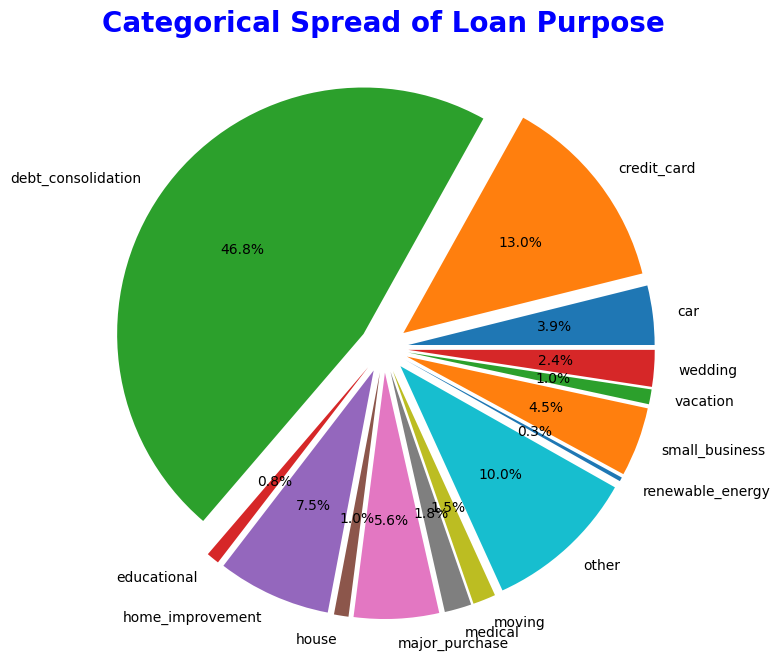 Categorical Spread of Loan Purpose
credit_card
13.0%
debt_consolidation
46.8%
car
3.9%
wedding
2.4%
vacation
1.0%
small_business
4.5%
renewable_energy
0.3%
other
10.0%
moving
1.5%
medical
1.8%
major_purchase
5.6%
house
1.0%
home_improvement
7.5%
educational
0.8%